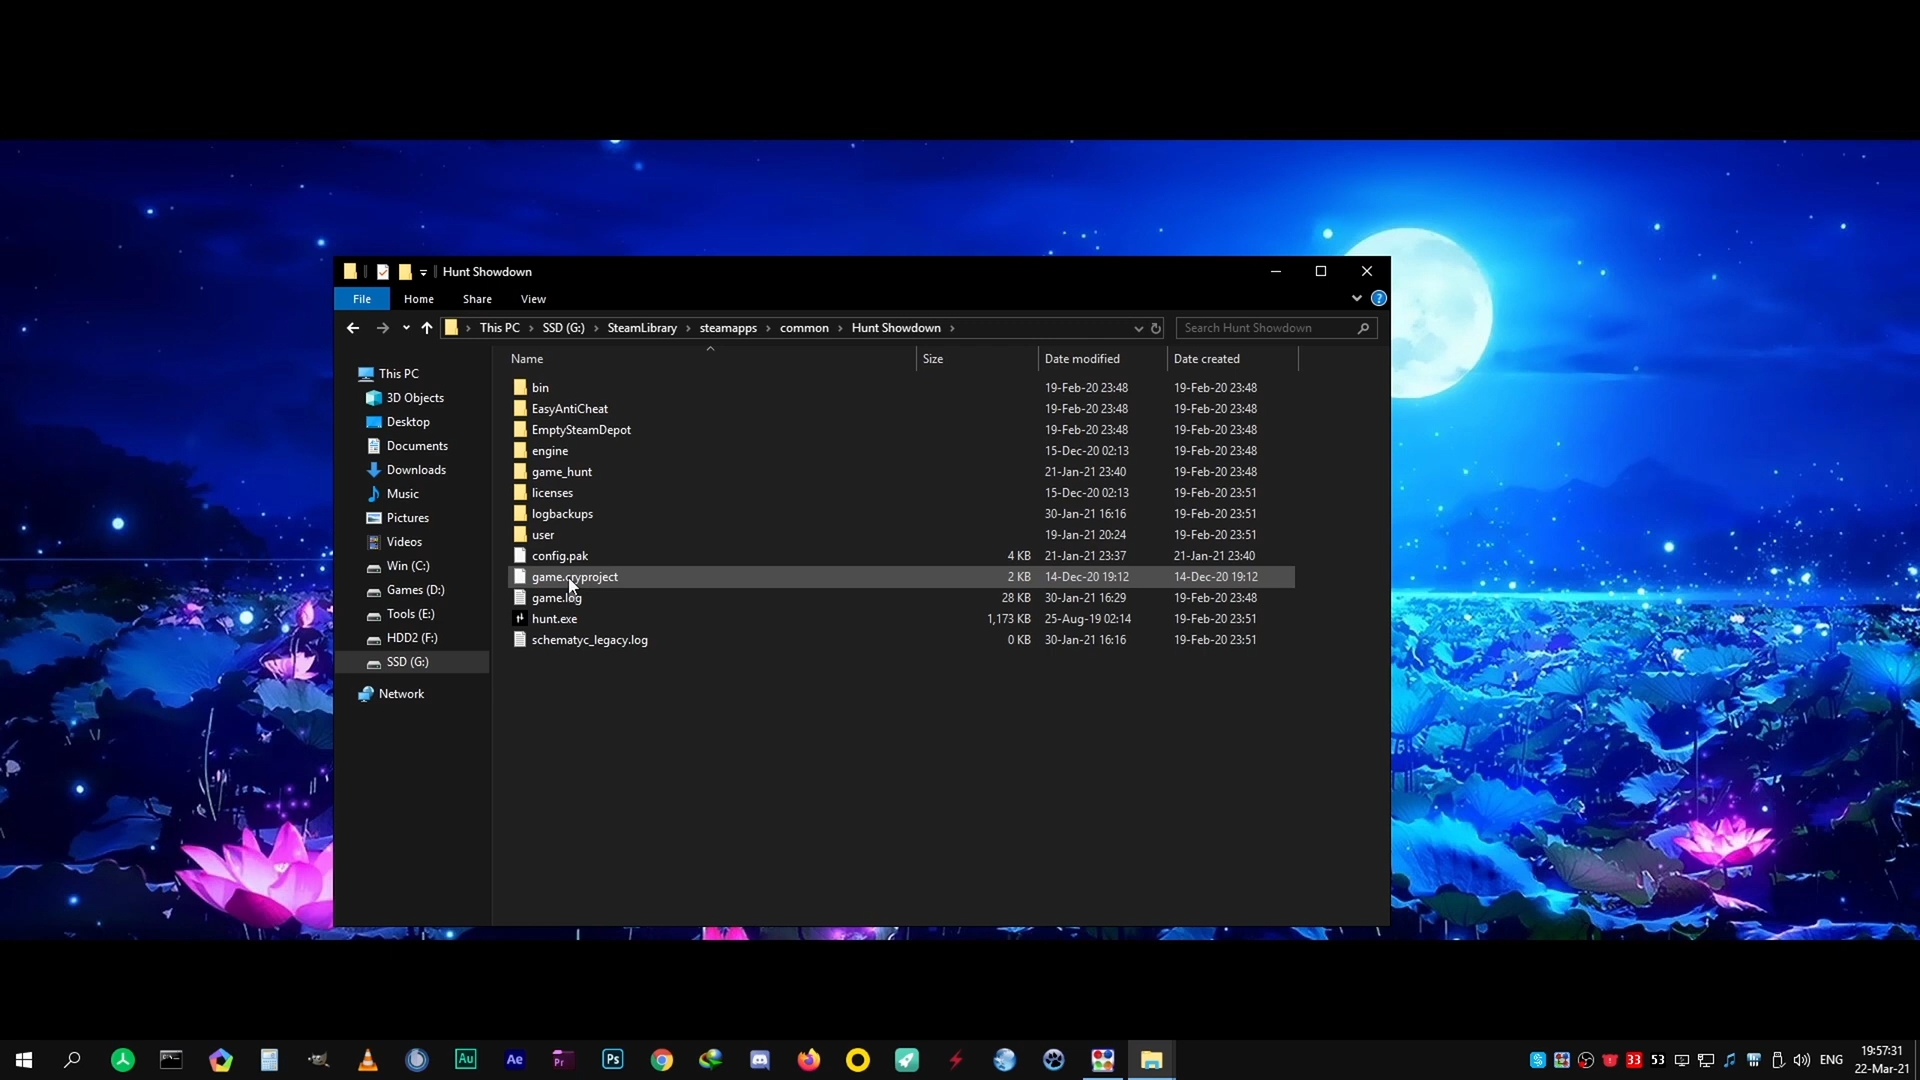 Hunt Showdown
File Home Share View
This PC SSD (G:) SteamLibrary steamapps common Hunt Showdown Search Hunt Showdown
Name Size Date modified Date created
This PC
3D Objects
Desktop
Documents
Downloads
Music
Pictures
Videos
Win (C:)
Games (D:)
Tools (E:)
HDD2 (F:)
SSD (G:)
Network
bin 19-Feb-20 23:48 19-Feb-20 23:48
EasyAntiCheat 19-Feb-20 23:48 19-Feb-20 23:48
EmptySteamDepot 19-Feb-20 23:48 19-Feb-20 23:48
engine 15-Dec-20 02:13 19-Feb-20 23:48
game_hunt 21-Jan-21 23:40 19-Feb-20 23:48
licenses 15-Dec-20 02:13 19-Feb-20 23:51
logbackups 30-Jan-21 16:16 19-Feb-20 23:51
user 19-Jan-21 20:24 19-Feb-20 23:51
config.pak 4 KB 21-Jan-21 23:37 21-Jan-21 23:40
game.cryproject 2 KB 14-Dec-20 19:12 14-Dec-20 19:12
game.log 28 KB 30-Jan-21 16:29 19-Feb-20 23:48
hunt.exe 1,173 KB 25-Aug-19 02:14 19-Feb-20 23:51
schematyc_legacy.log 0 KB 30-Jan-21 16:16 19-Feb-20 23:51
Au Ae Pr Ps 33 53 ENG 19:57:31
22-Mar-21